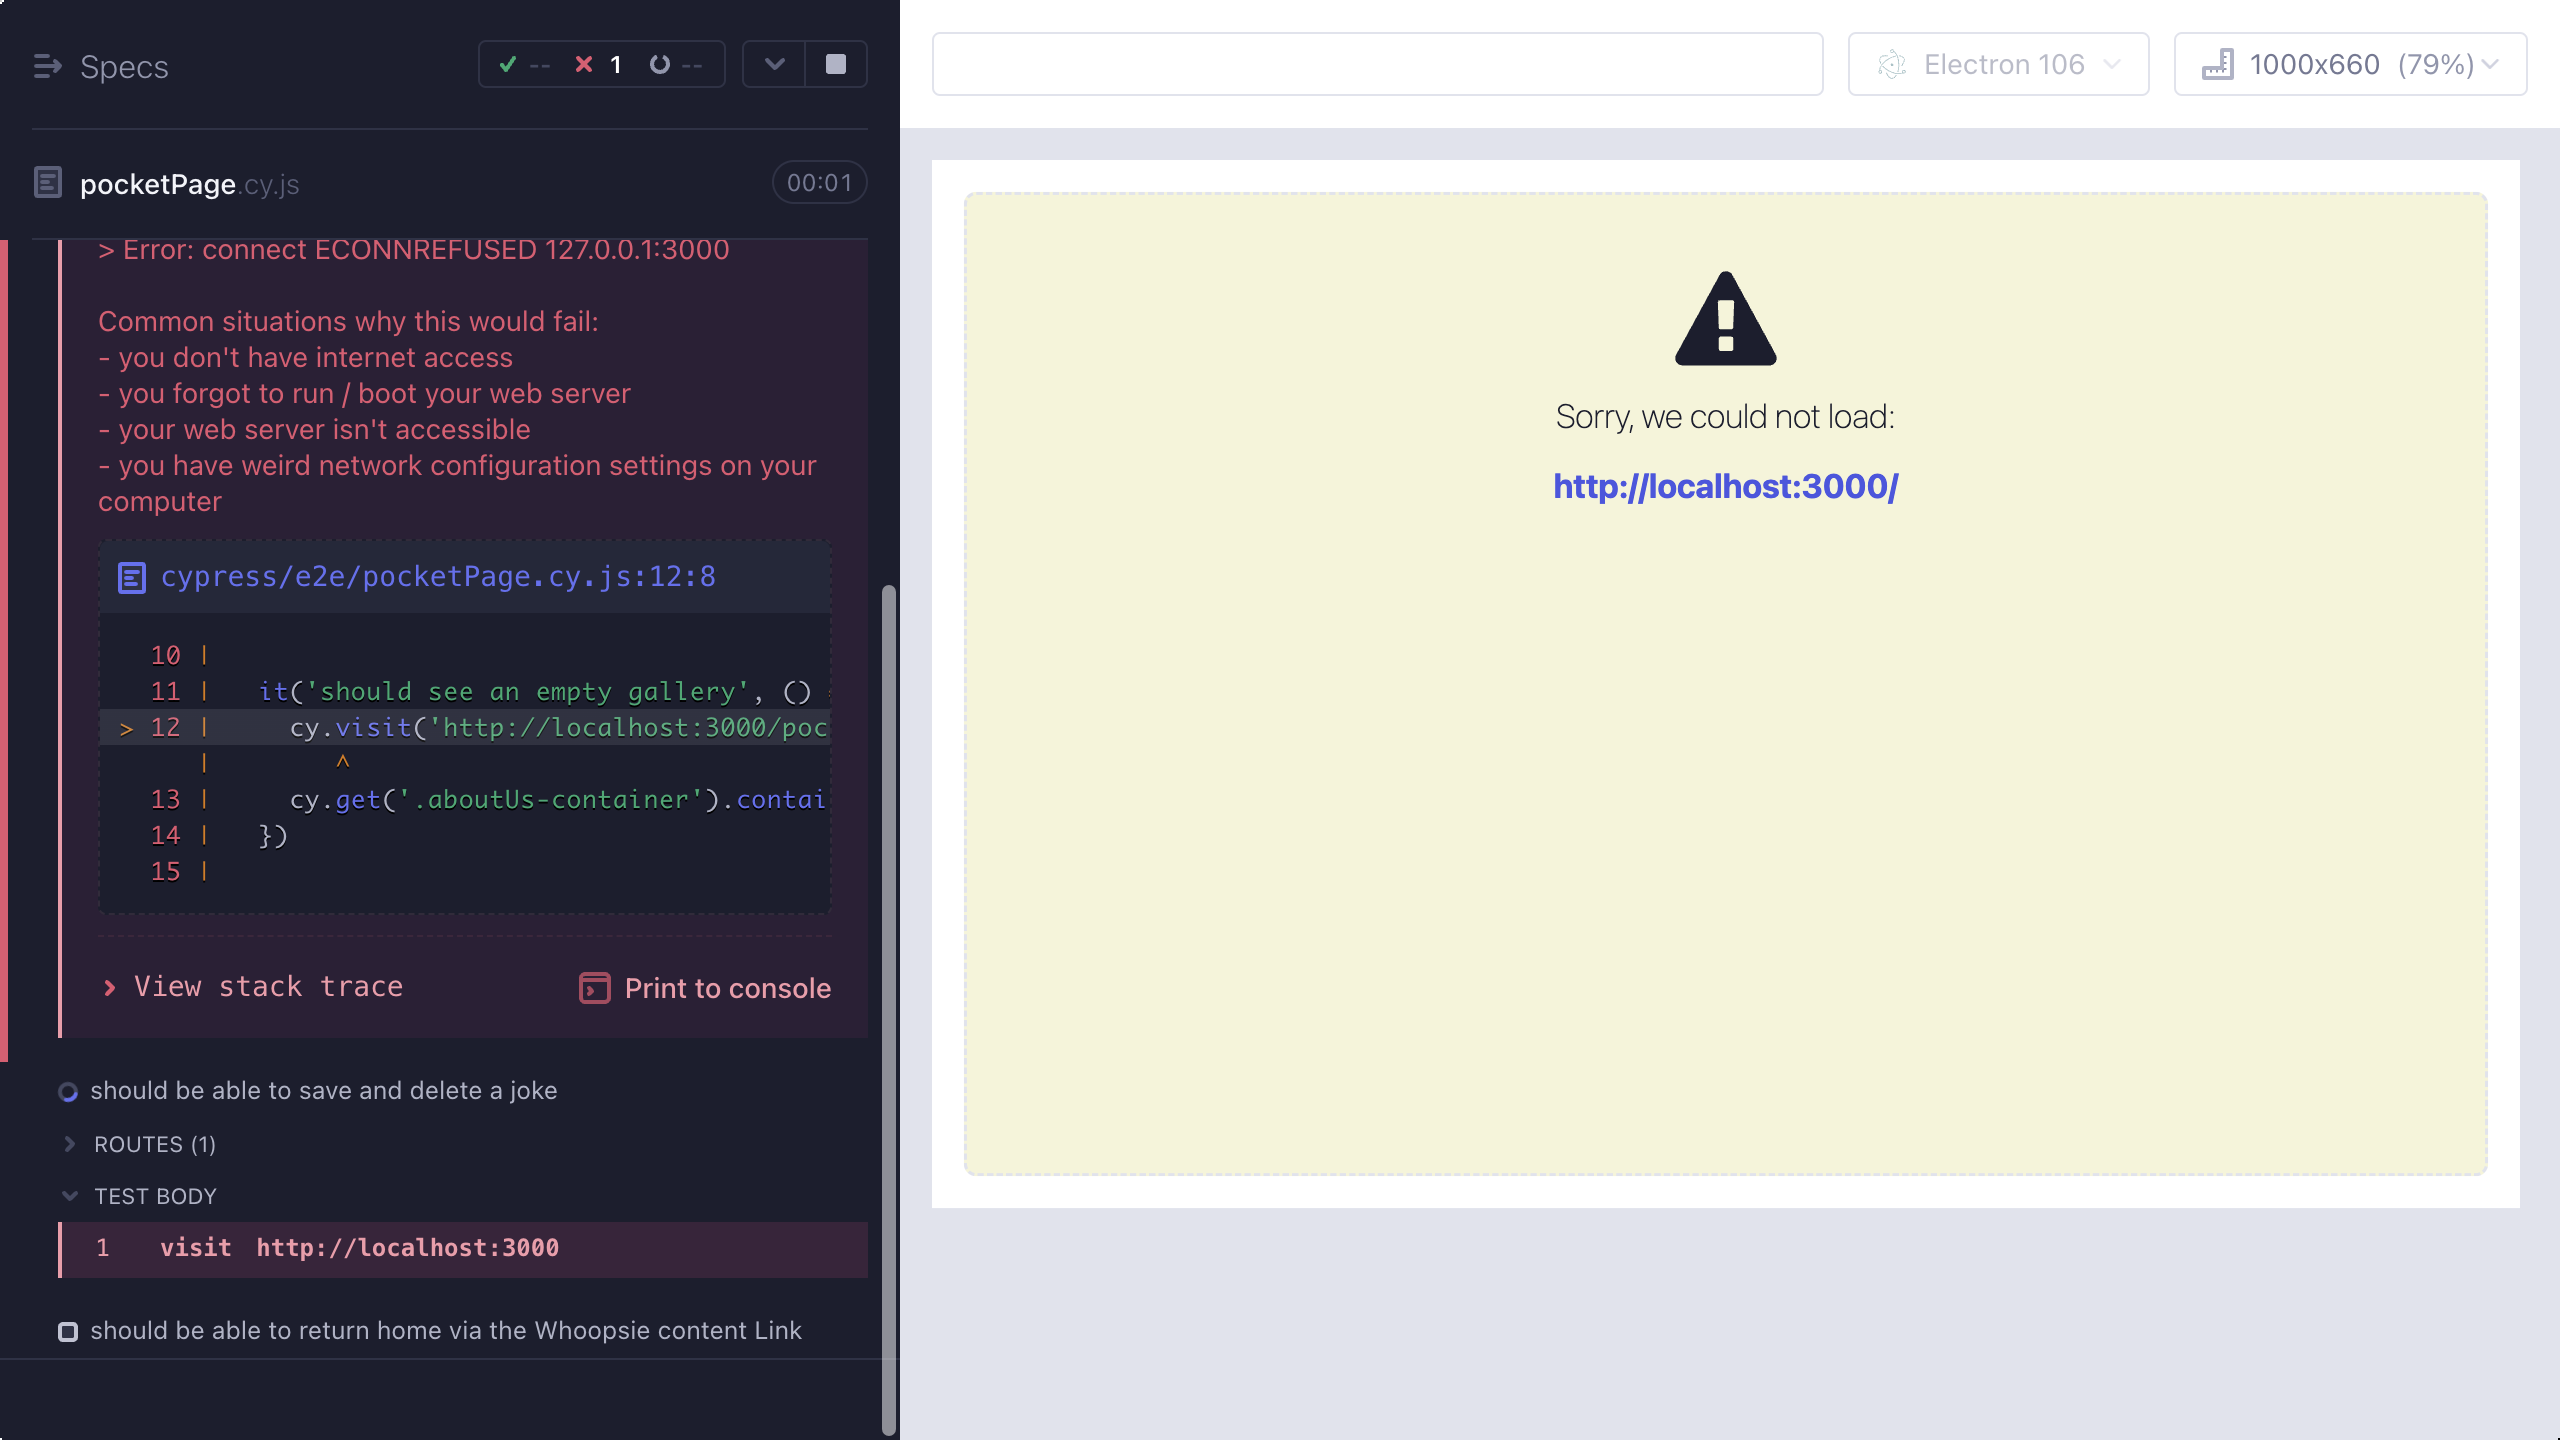 Specs
-- 1 --
pocketPage.cy.js
00:01
> Error: connect ECONNREFUSED 127.0.0.1:3000
Common situations why this would fail:
- you don't have internet access
- you forgot to run / boot your web server
- your web server isn't accessible
- you have weird network configuration settings on your
computer
cypress/e2e/pocketPage.cy.js:12:8
10 |
11 | it('should see an empty gallery', ()
> 12 | cy.visit('http://localhost:3000/poc
| ^
13 | cy.get('.aboutUs-container').contai
14 | })
15 |
View stack trace
Print to console
should be able to save and delete a joke
ROUTES (1)
TEST BODY
1 visit http://localhost:3000
should be able to return home via the Whoopsie content Link
Electron 106
1000x660 (79%)
Sorry, we could not load:
http://localhost:3000/